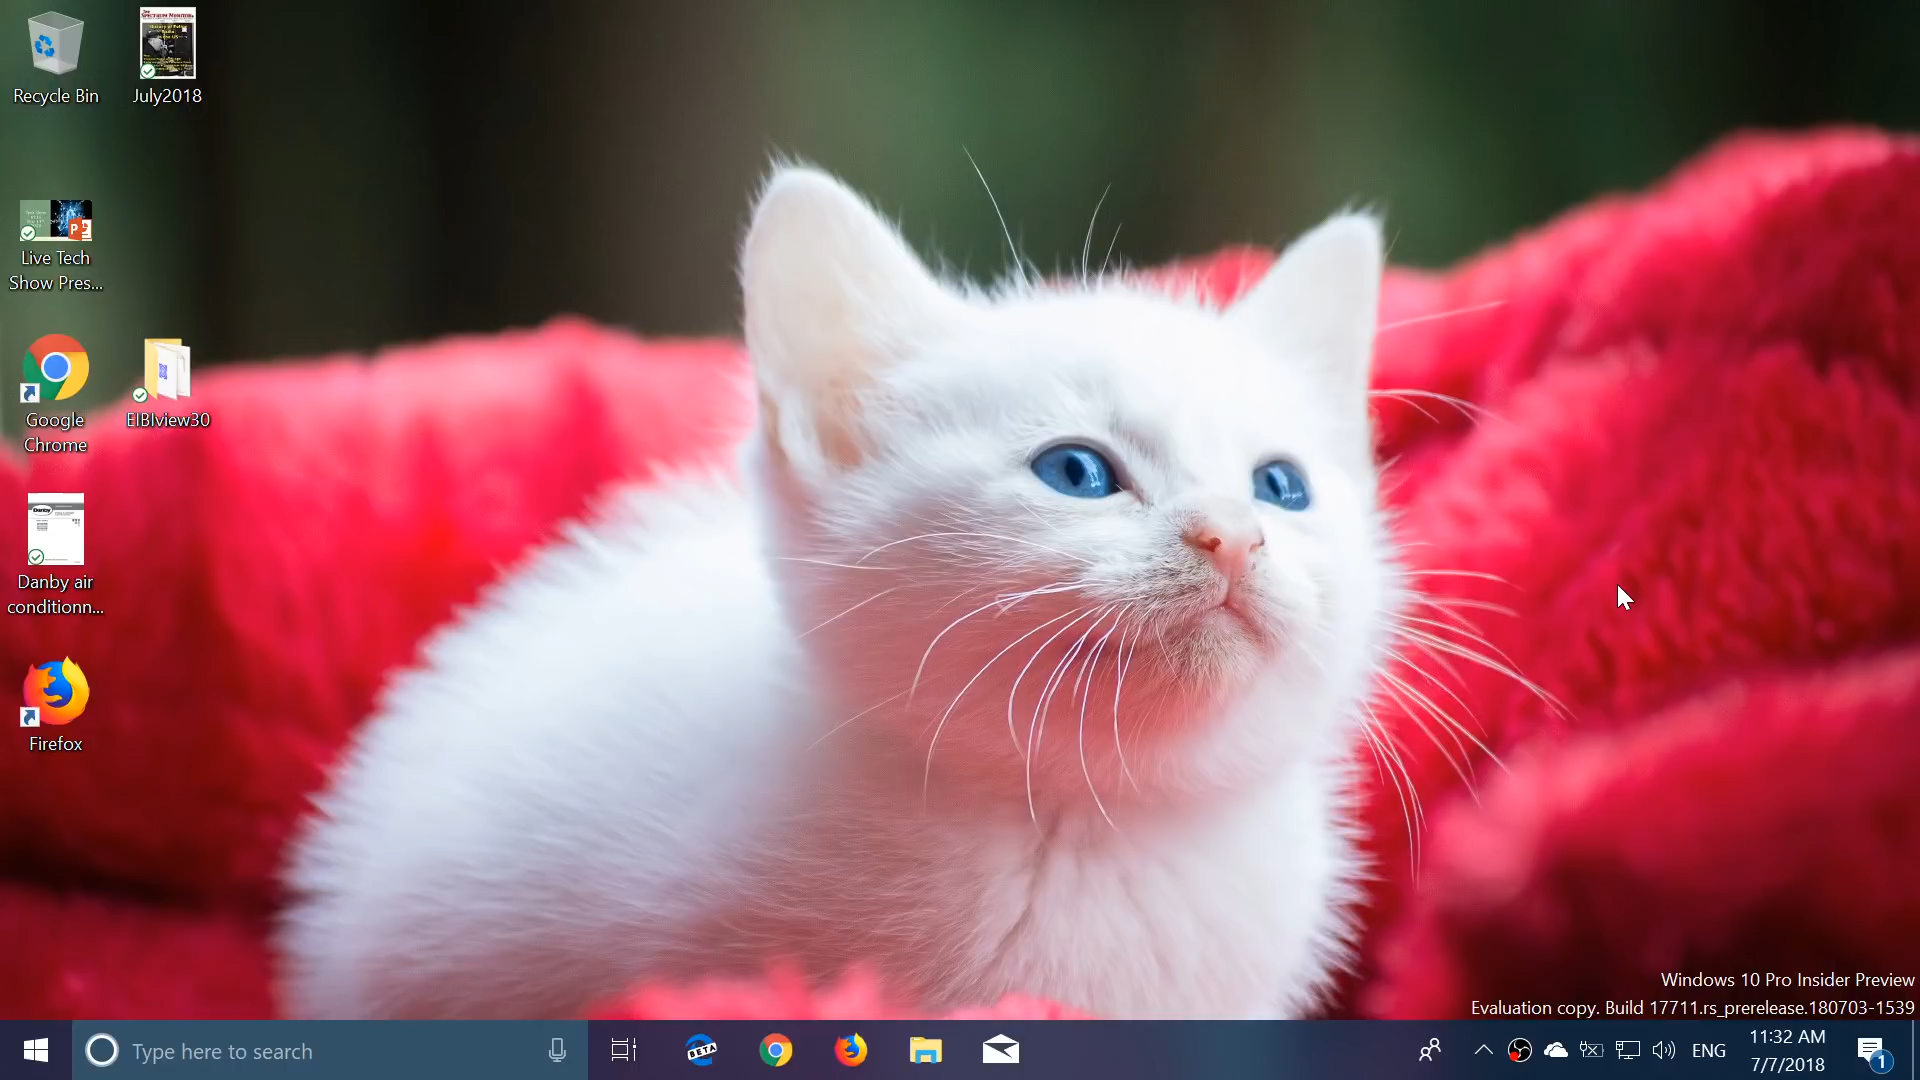 Recycle Bin
July2018
Live Tech
Show Pres...
Google
Chrome
EIBIview30
Danby
Danby air
conditionn...
Firefox
Windows 10 Pro Insider Preview
Evaluation copy. Build 17711.rs_prerelease.180703-1539
Type here to search
BETA
ENG
11:32 AM
7/7/2018
1